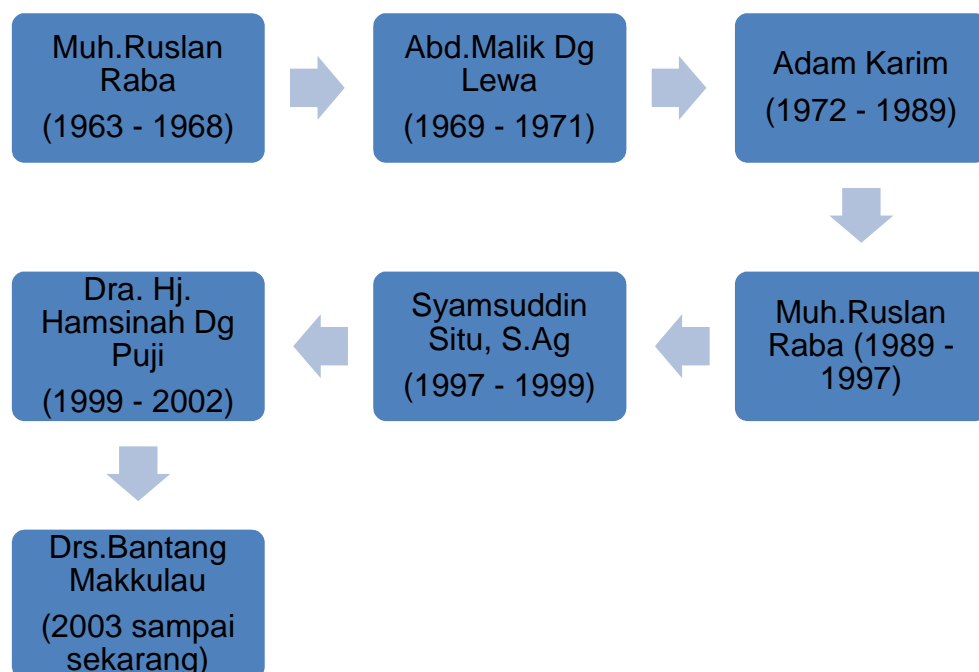 Muh.Ruslan
Raba
(1963 - 1968)
Abd.Malik Dg
Lewa
(1969 - 1971)
Adam Karim
(1972 - 1989)
Muh.Ruslan
Raba (1989 -
1997)
Syamsuddin
Situ, S.Ag
(1997 - 1999)
Dra. Hj.
Hamsinah Dg
Puji
(1999 - 2002)
Drs.Bantang
Makkulau
(2003 sampai
sekarang)